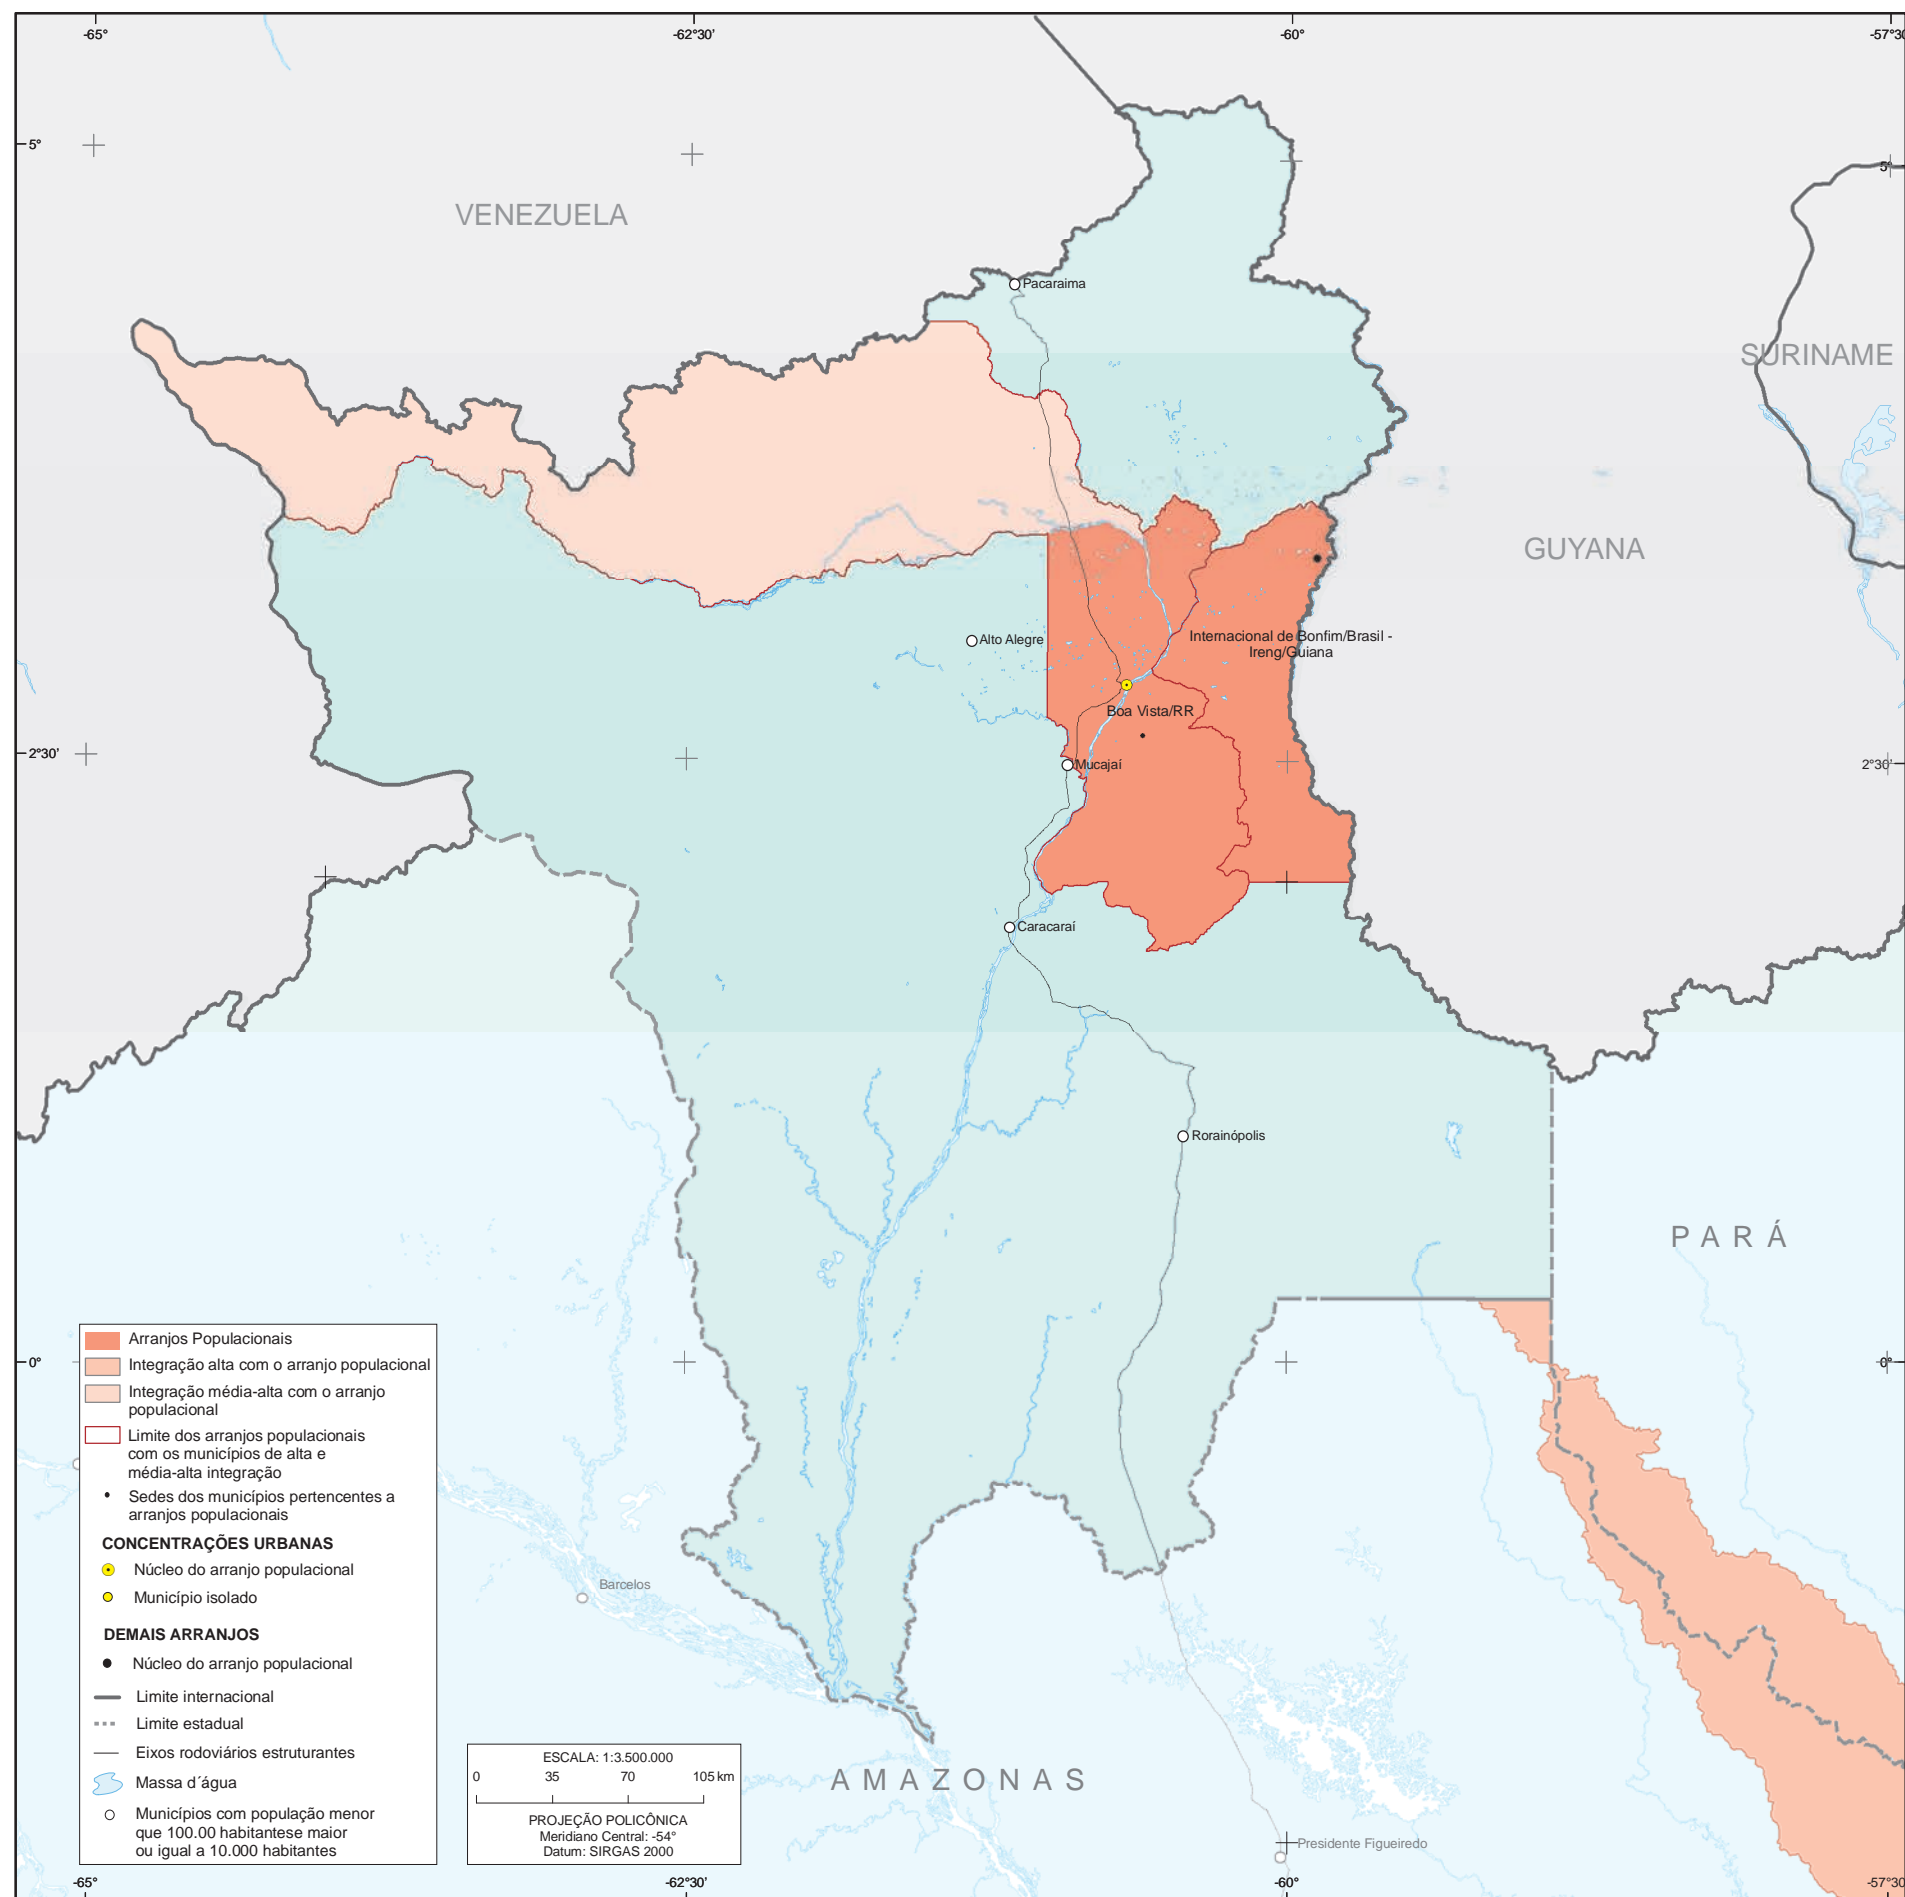 -65°
-62°30'
-60°
-57°30
5°
5°
VENEZUELA
Pacaraima
SURINAME
GUYANA
Alto Alegre
Internacional de Bonfim/Brasil -
Ireng/Guiana
Boa Vista/RR
2°30'
Mucajaí
2°30'
Caracaraí
Rorainópolis
PARÁ
0°
0°
Arranjos Populacionais
Integração alta com o arranjo populacional
Integração média-alta com o arranjo
populacional
Limite dos arranjos populacionais
com os municípios de alta e
média-alta integração
Sedes dos municípios pertencentes a
arranjos populacionais
CONCENTRAÇÕES URBANAS
Núcleo do arranjo populacional
Município isolado
DEMAIS ARRANJOS
Núcleo do arranjo populacional
Limite internacional
Limite estadual
Eixos rodoviários estruturantes
Massa d´água
Municípios com população menor
que 100.00 habitantese maior
ou igual a 10.000 habitantes
Barcelos
ESCALA: 1:3.500.000
0 35 70 105 km
PROJEÇÃO POLICÔNICA
Meridiano Central: -54°
Datum: SIRGAS 2000
AMAZONAS
Presidente Figueiredo
-65°
-62°30'
-60°
-57°30